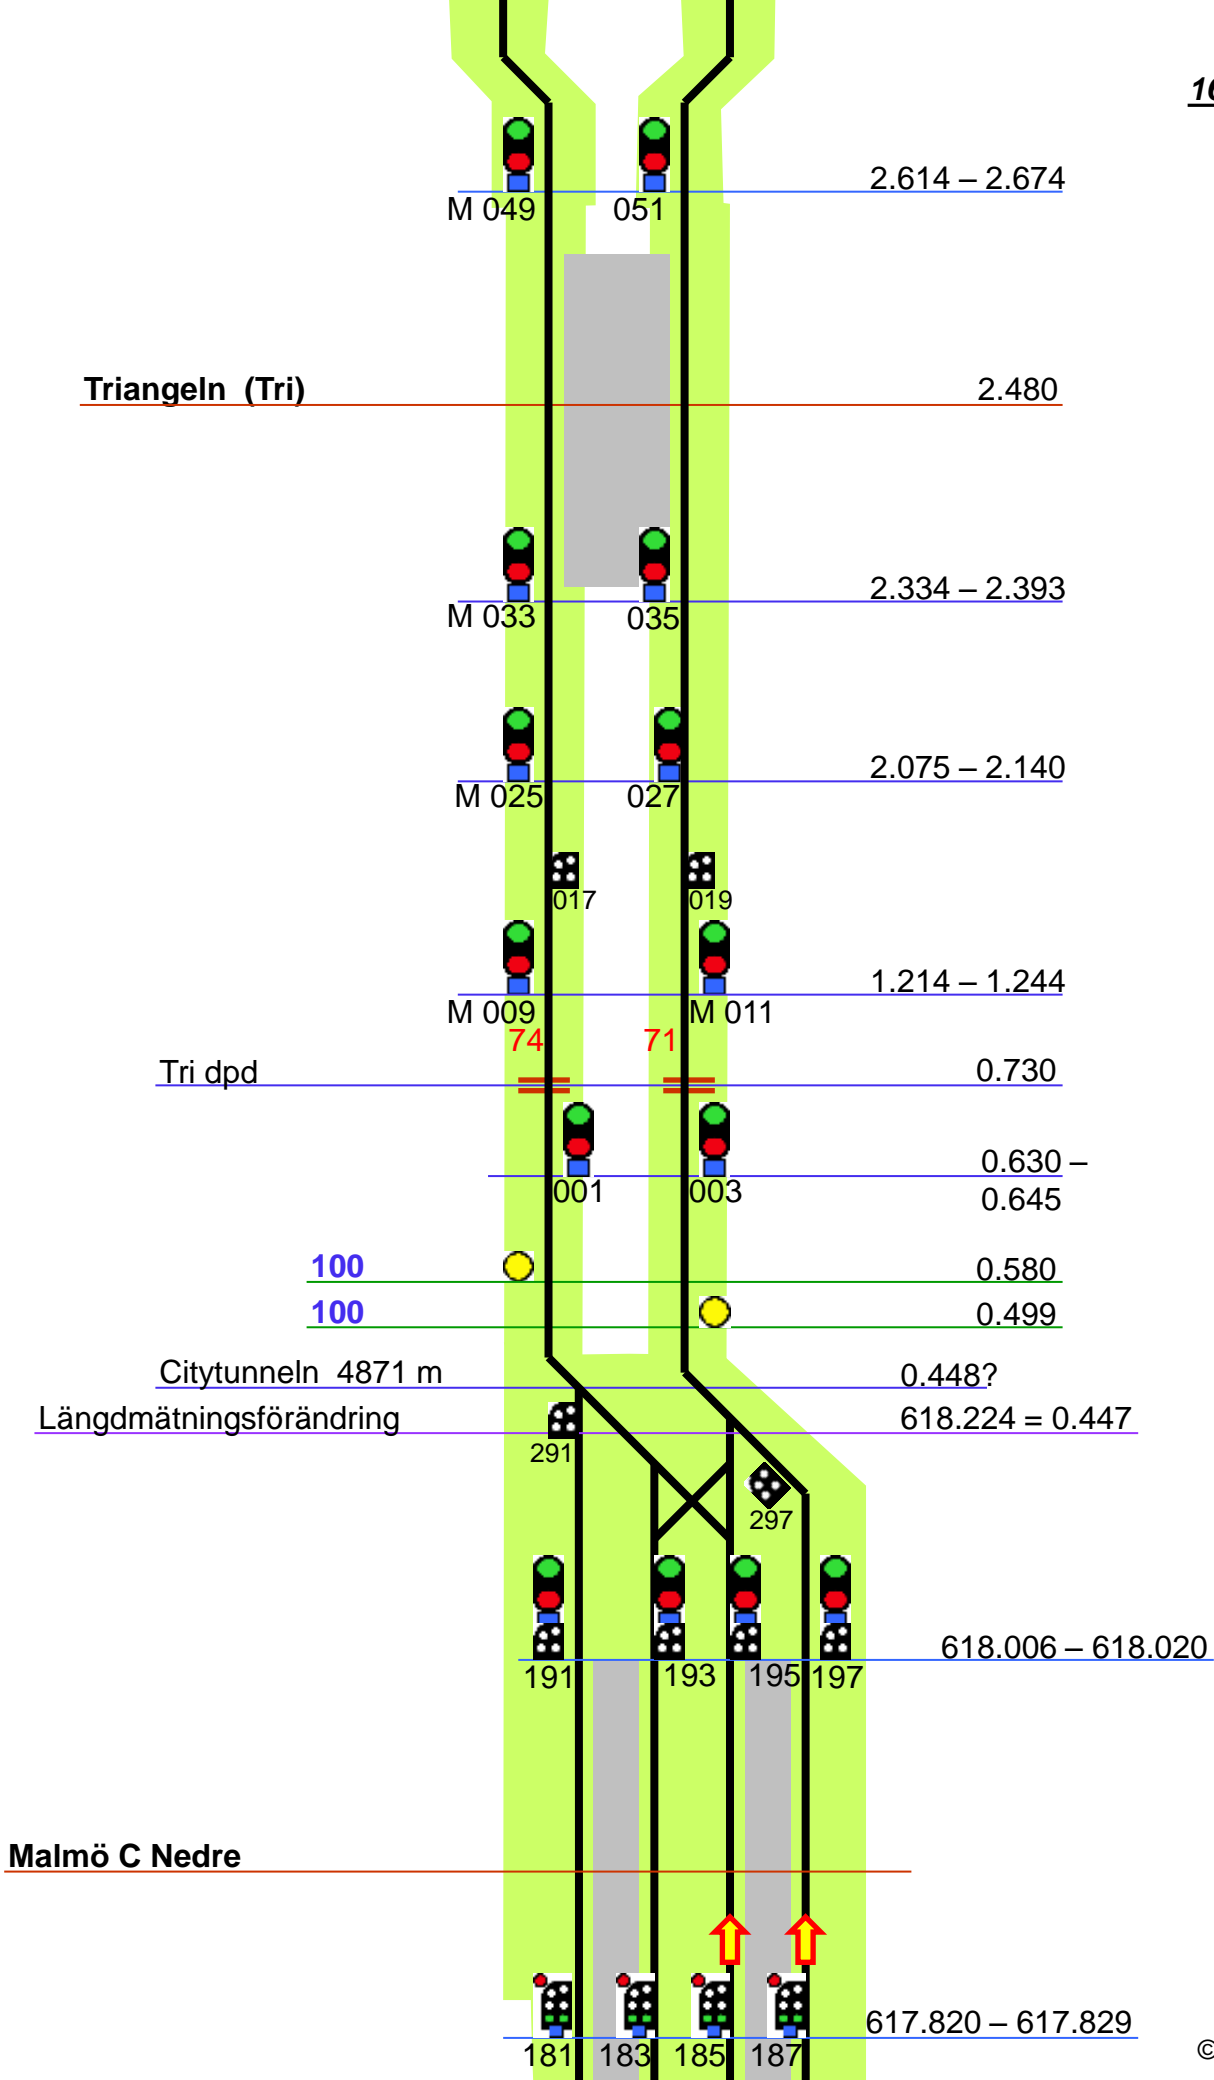 16
2.614 – 2.674
M 049 051
Triangeln (Tri) 2.480
2.334 – 2.393
M 033 035
2.075 – 2.140
M 025 027
017 019
1.214 – 1.244
M 009 M 011
74 71
Tri dpd 0.730
0.630 –
001 003 0.645
100 0.580
100 0.499
Citytunneln 4871 m 0.448?
Längdmätningsförändring 618.224 = 0.447
291
297
618.006 – 618.020
191 193 195 197
Malmö C Nedre
617.820 – 617.829
181 183 185 187
©